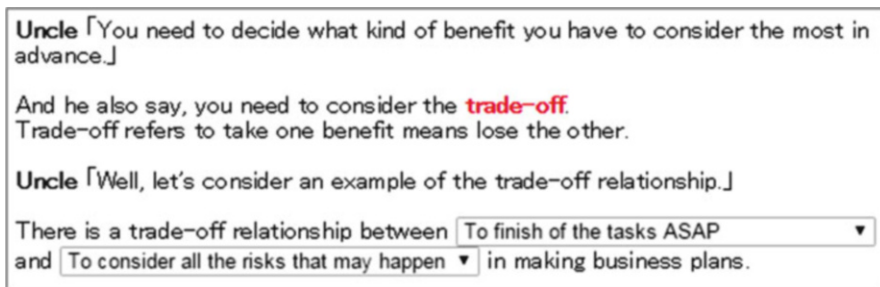 Uncle「You need to decide what kind of benefit you have to consider the most in
advance.」
And he also say, you need to consider the trade-off.
Trade-off refers to take one benefit means lose the other.
Uncle「Well, let's consider an example of the trade-off relationship.」
There is a trade-off relationship between To finish of the tasks ASAP ▼
and To consider all the risks that may happen ▼ in making business plans.